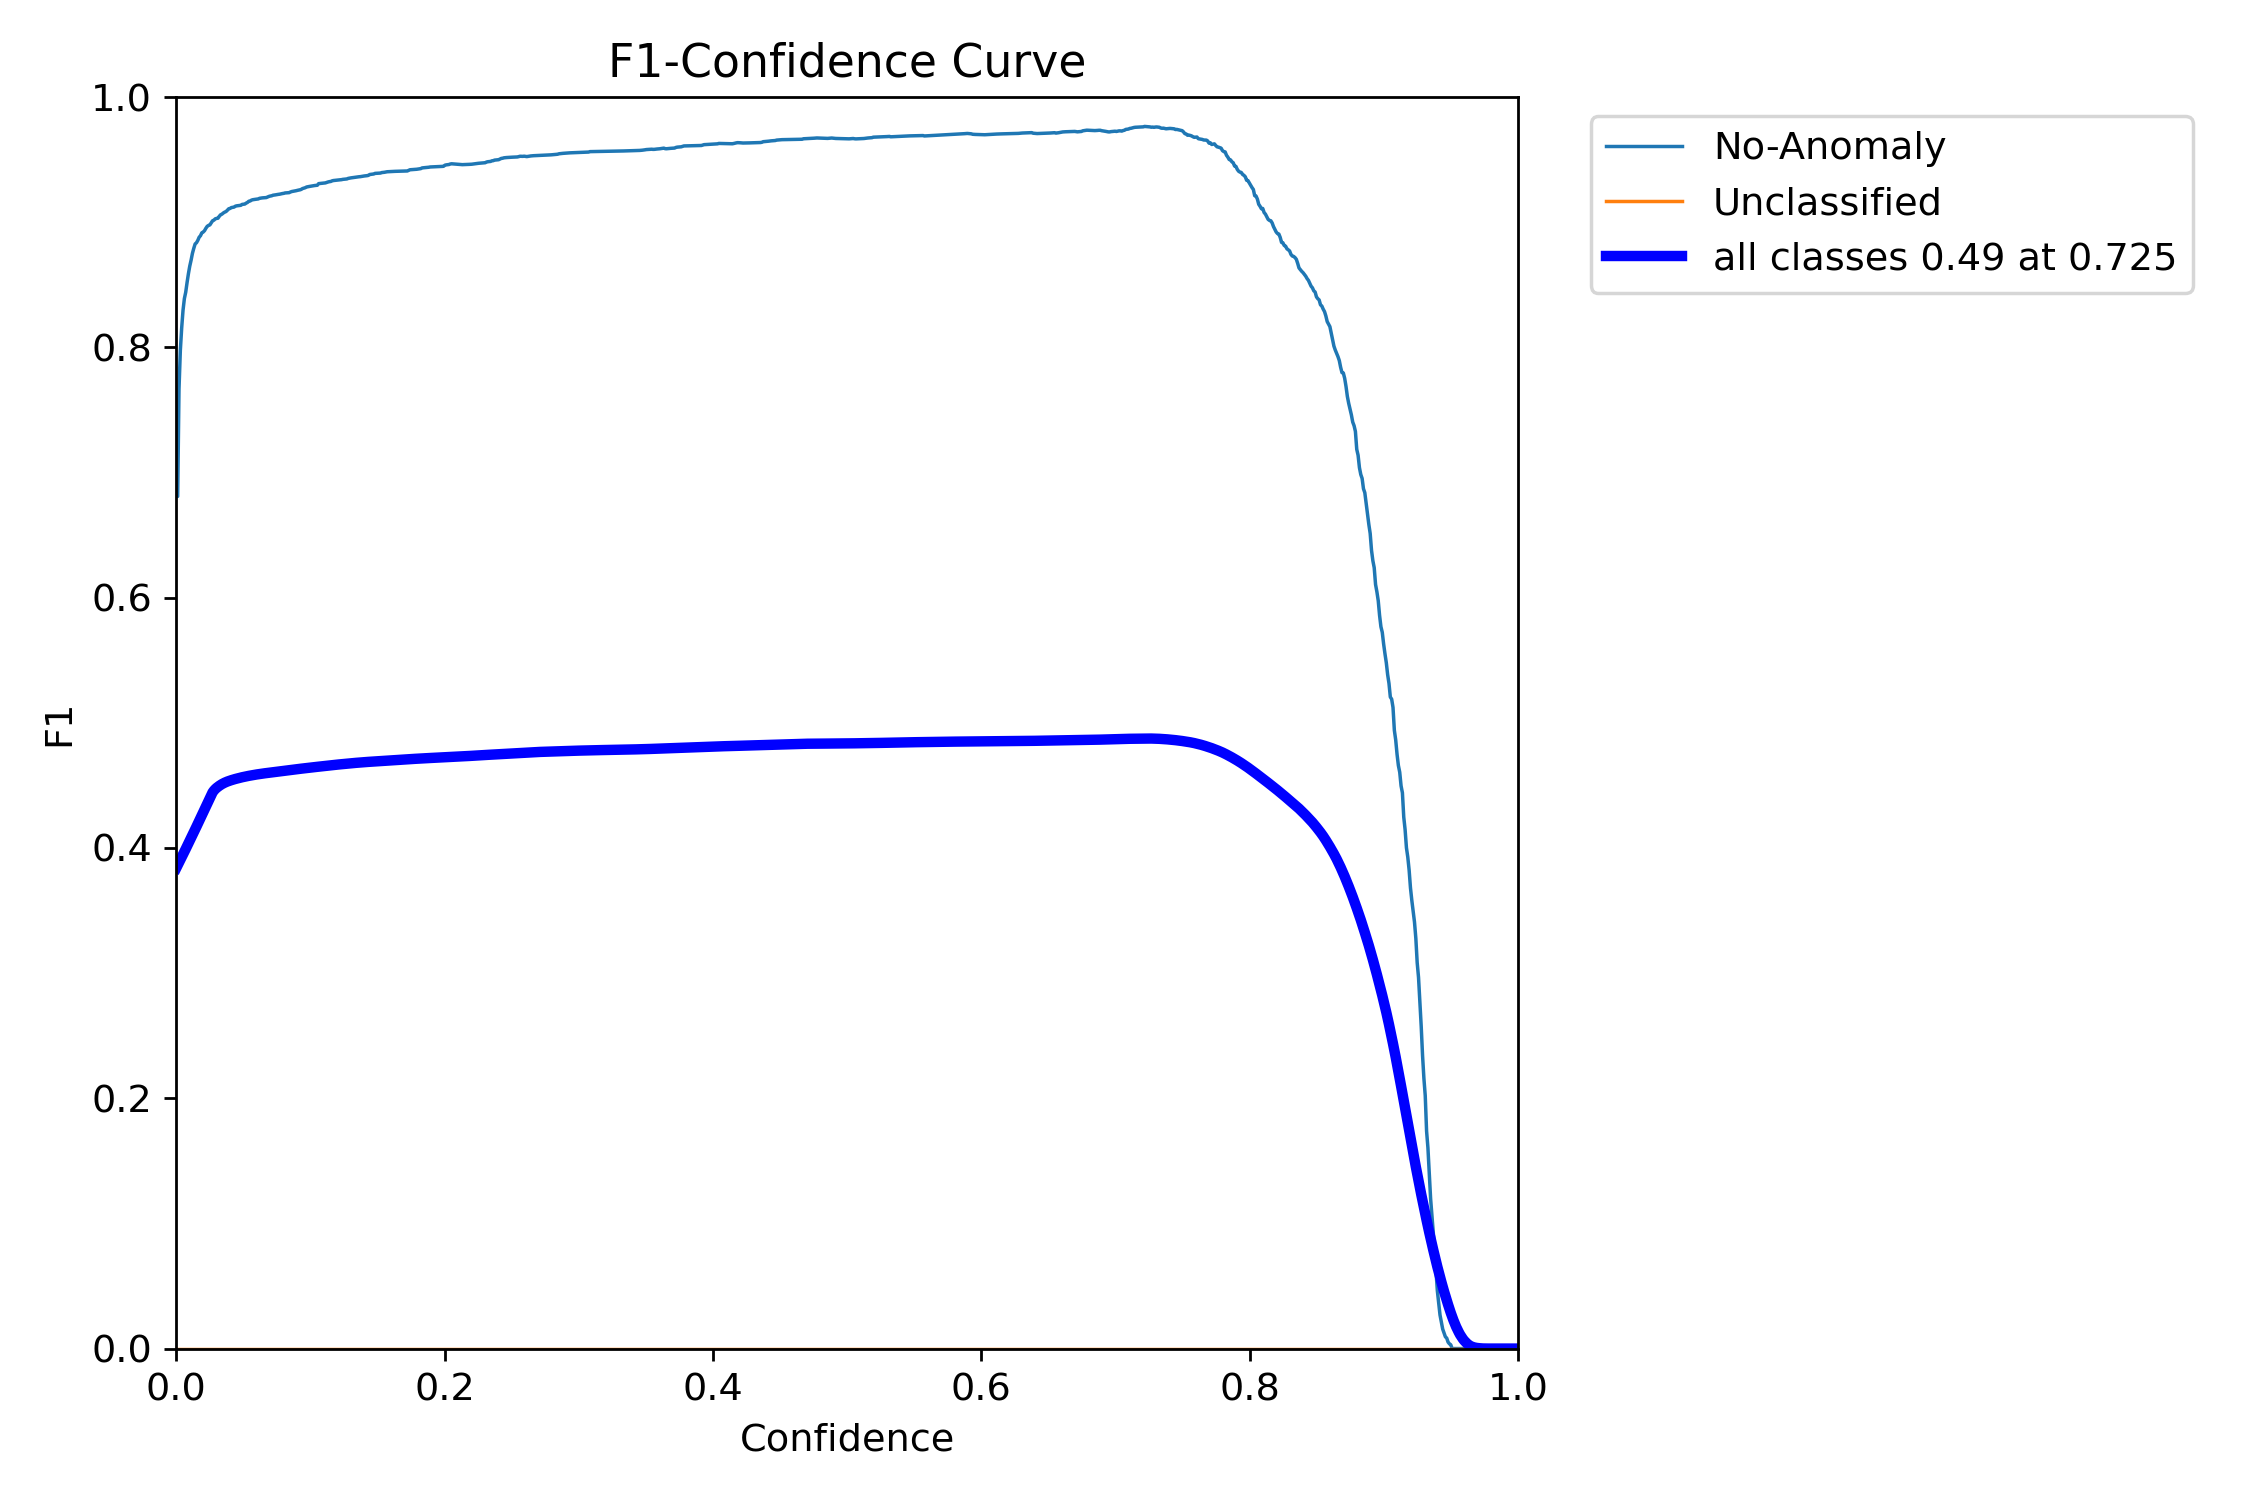 F1-Confidence Curve
1.0
0.8
0.6
0.4
0.2
0.0
F1
0.0 0.2 0.4 0.6 0.8 1.0
Confidence
No-Anomaly
Unclassified
all classes 0.49 at 0.725